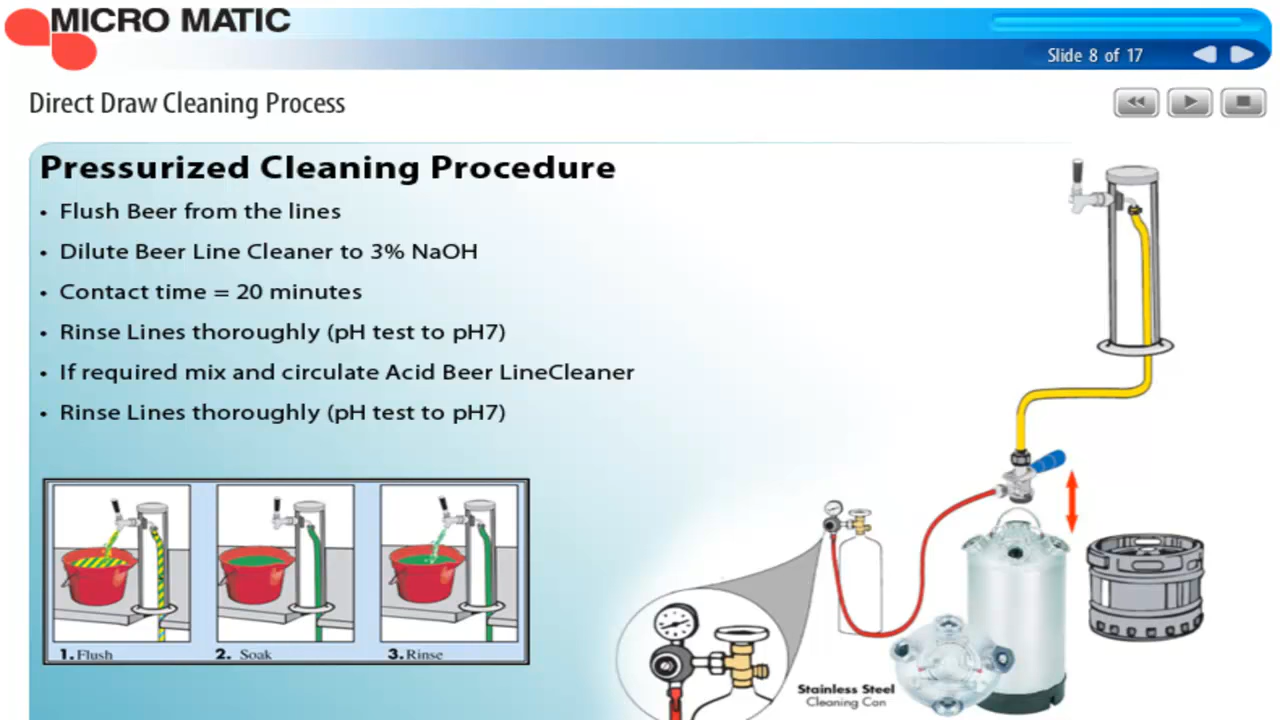 MICRO MATIC
Slide 8 of 17
Direct Draw Cleaning Process
Pressurized Cleaning Procedure
• Flush Beer from the lines
• Dilute Beer Line Cleaner to 3% NaOH
• Contact time = 20 minutes
• Rinse Lines thoroughly (pH test to pH7)
• If required mix and circulate Acid Beer LineCleaner
• Rinse Lines thoroughly (pH test to pH7)
1. Flush
2. Soak
3. Rinse
Stainless Steel
Cleaning Can